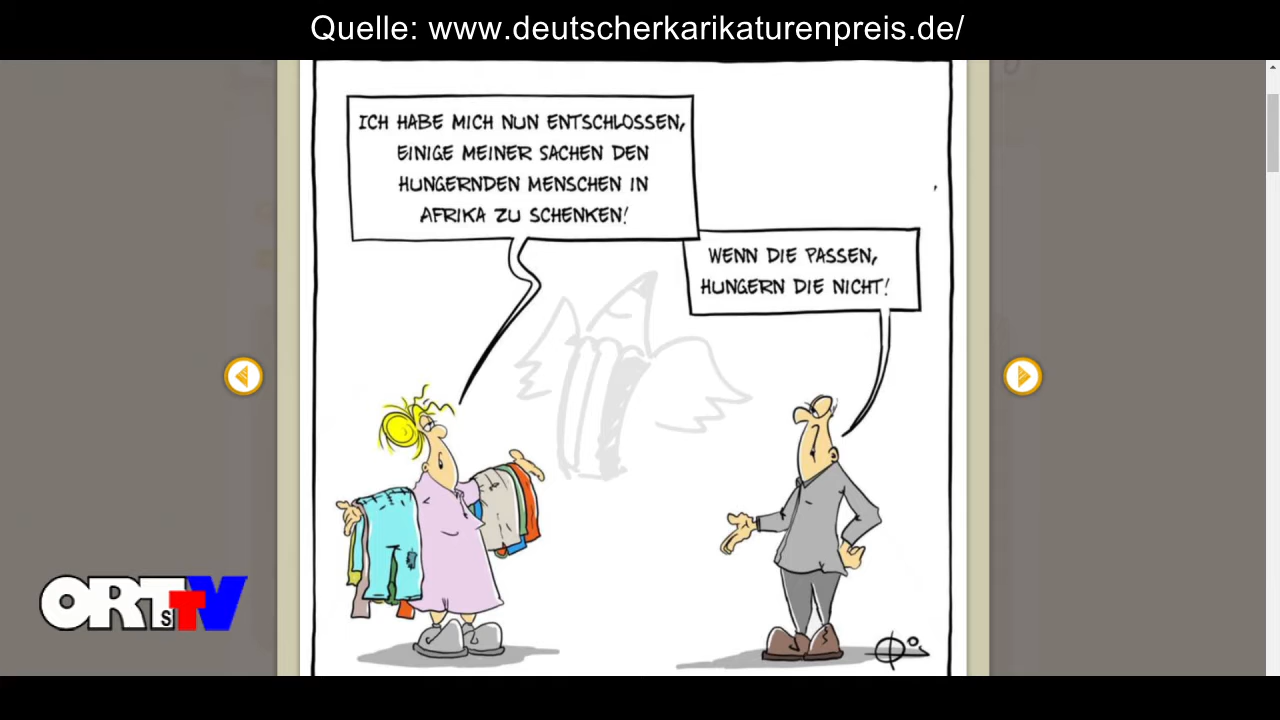 Quelle: www.deutscherkarikaturenpreis.de/
ICH HABE MICH NUN ENTSCHLOSSEN,
EINIGE MEINER SACHEN DEN
HUNGERNDEN MENSCHEN IN
AFRIKA ZU SCHENKEN!
WENN DIE PASSEN,
HUNGERN DIE NICHT!
ORTsTV